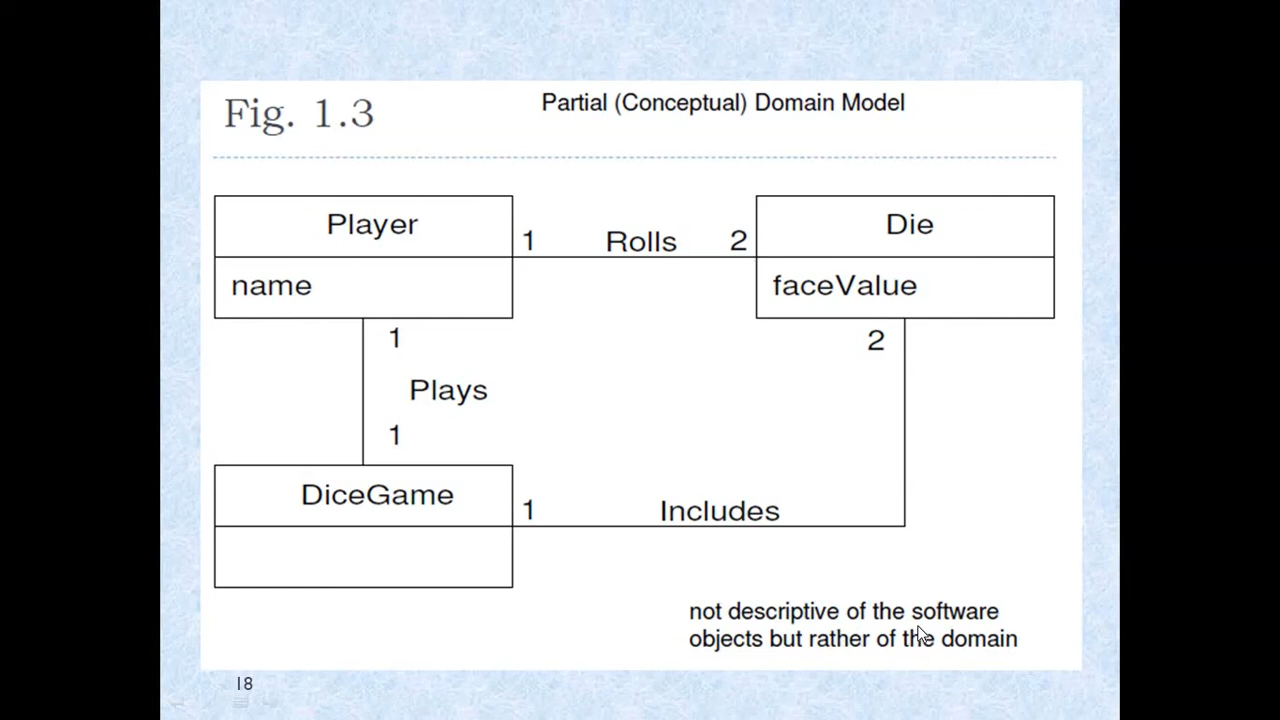 Fig. 1.3
Partial (Conceptual) Domain Model
Player
1
Rolls
2
Die
name
faceValue
1
2
Plays
1
DiceGame
1
Includes
not descriptive of the software
objects but rather of the domain
18